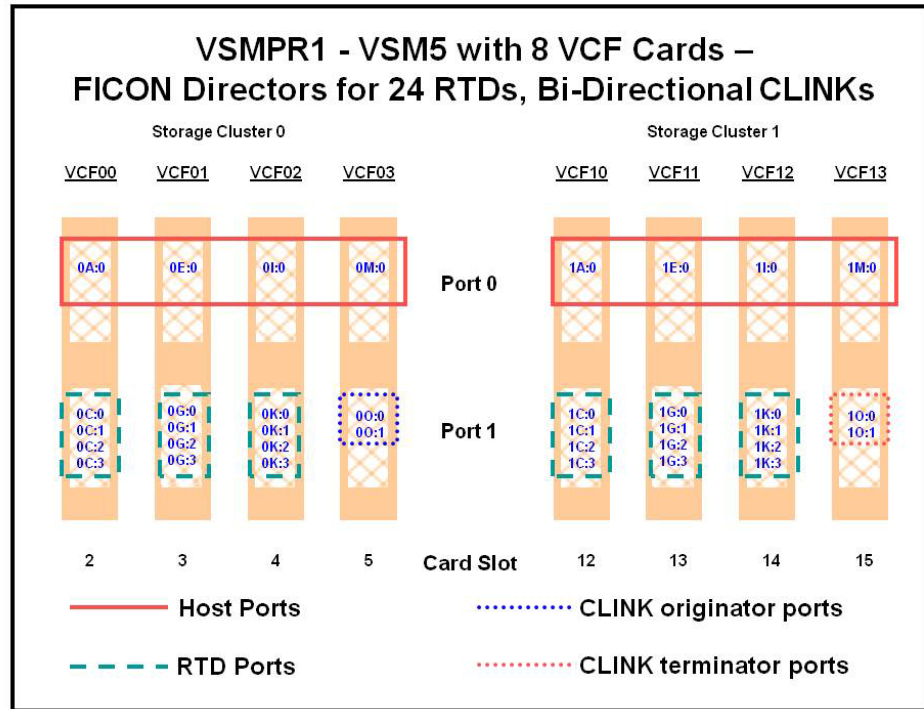 VSMPR1 - VSM5 with 8 VCF Cards –
FICON Directors for 24 RTDs, Bi-Directional CLINKs
Storage Cluster 0
Storage Cluster 1
VCF00 VCF01 VCF02 VCF03
VCF10 VCF11 VCF12 VCF13
0A:0 0E:0 0I:0 0M:0
Port 0
1A:0 1E:0 1I:0 1M:0
0C:0 0G:0 0K:0 0O:0
0C:1 0G:1 0K:1 0O:1
0C:2 0G:2 0K:2
0C:3 0G:3 0K:3
Port 1
1C:0 1G:0 1K:0 1O:0
1C:1 1G:1 1K:1 1O:1
1C:2 1G:2 1K:2
1C:3 1G:3 1K:3
2 3 4 5 Card Slot 12 13 14 15
Host Ports
CLINK originator ports
RTD Ports
CLINK terminator ports